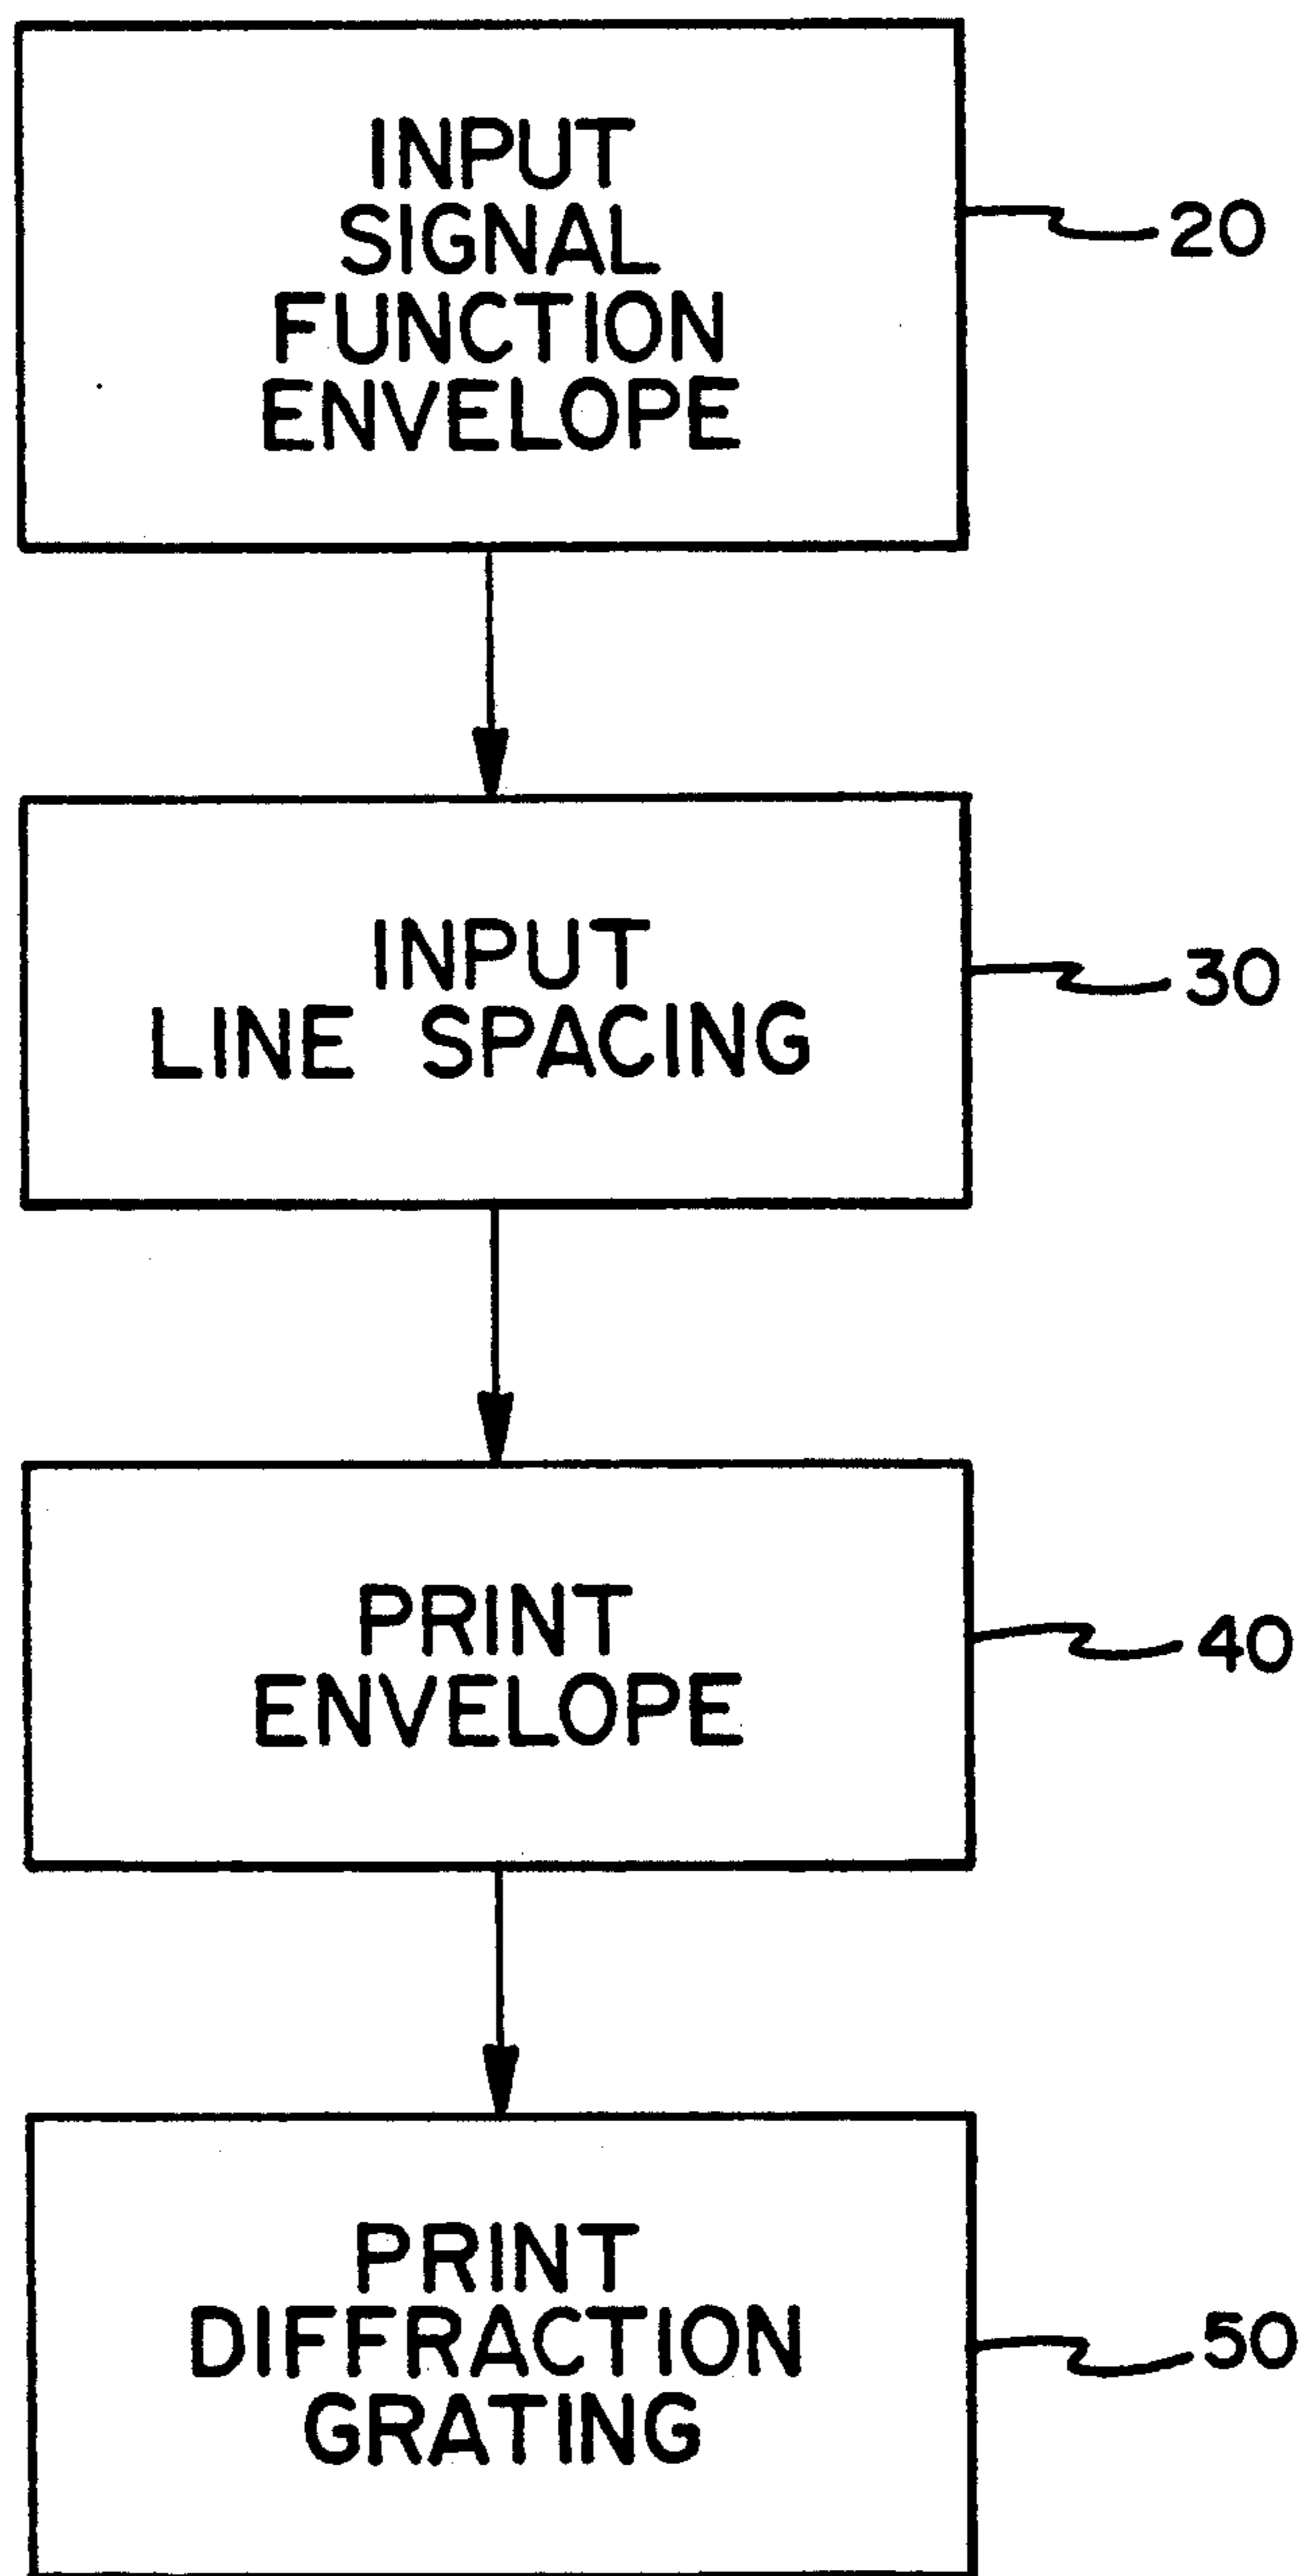 INPUT
SIGNAL
FUNCTION
ENVELOPE
20
INPUT
LINE SPACING
30
PRINT
ENVELOPE
40
PRINT
DIFFRACTION
GRATING
50